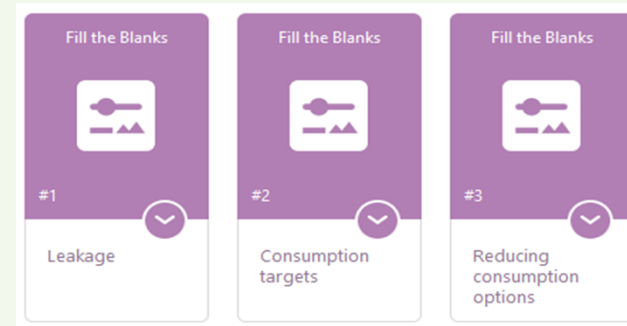 Fill the Blanks
#1
Leakage
Fill the Blanks
#2
Consumption
targets
Fill the Blanks
#3
Reducing
consumption
options